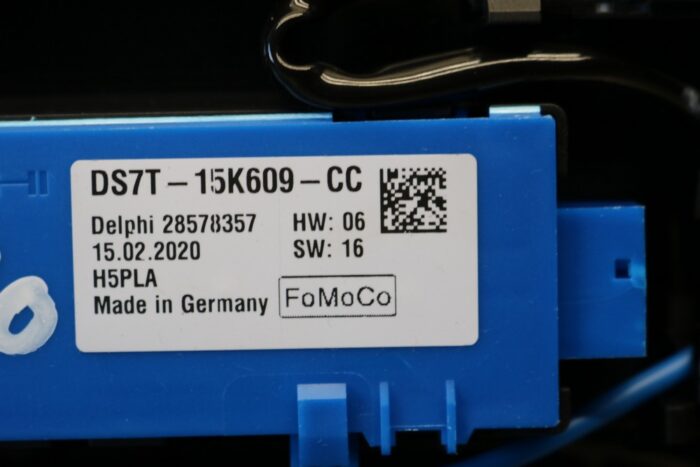 DS7T-15K609-CC
Delphi 28578357 HW: 06
15.02.2020 SW: 16
H5PLA
Made in Germany FoMoCo